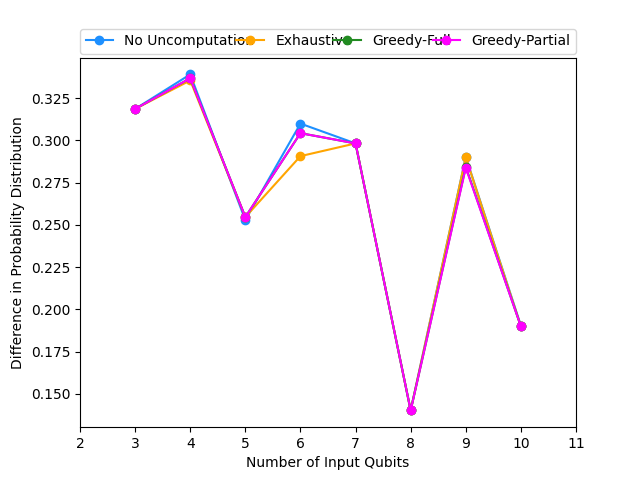 No Uncomputation Exhaustive Greedy-Full Greedy-Partial
0.325
0.300
0.275
0.250
0.225
0.200
0.175
0.150
Difference in Probability Distribution
2 3 4 5 6 7 8 9 10 11
Number of Input Qubits